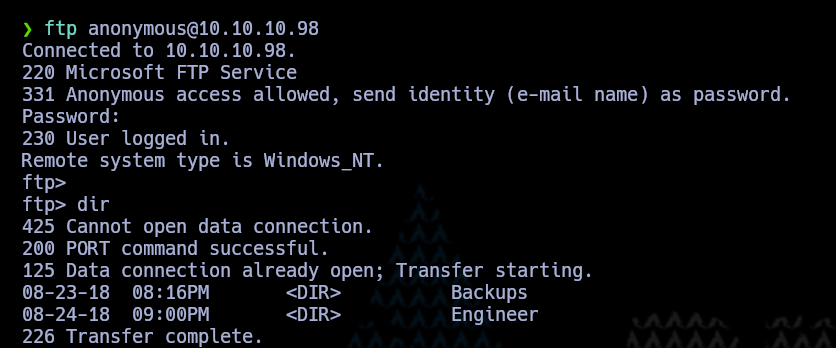 ❯ ftp anonymous@10.10.10.98
Connected to 10.10.10.98.
220 Microsoft FTP Service
331 Anonymous access allowed, send identity (e-mail name) as password.
Password:
230 User logged in.
Remote system type is Windows_NT.
ftp>
ftp> dir
425 Cannot open data connection.
200 PORT command successful.
125 Data connection already open; Transfer starting.
08-23-18  08:16PM       <DIR>          Backups
08-24-18  09:00PM       <DIR>          Engineer
226 Transfer complete.